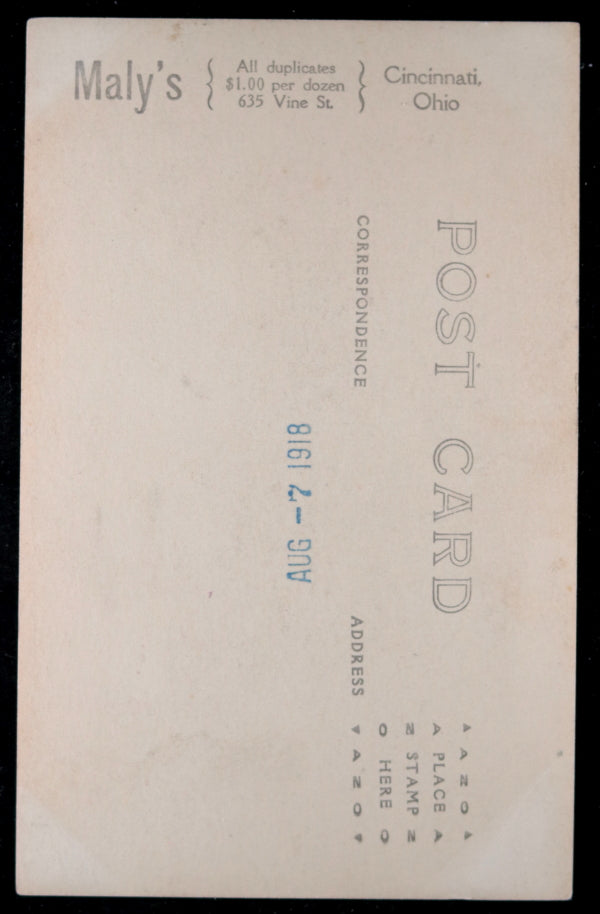 Maly's { All duplicates } Cincinnati,
$1.00 per dozen Ohio
635 Vine St.
POST CARD
CORRESPONDENCE
ADDRESS
AUG -2 1918
▲ A Z O ▲
A PLACE A
Z STAMP Z
O HERE O
▼ A Z O ▼